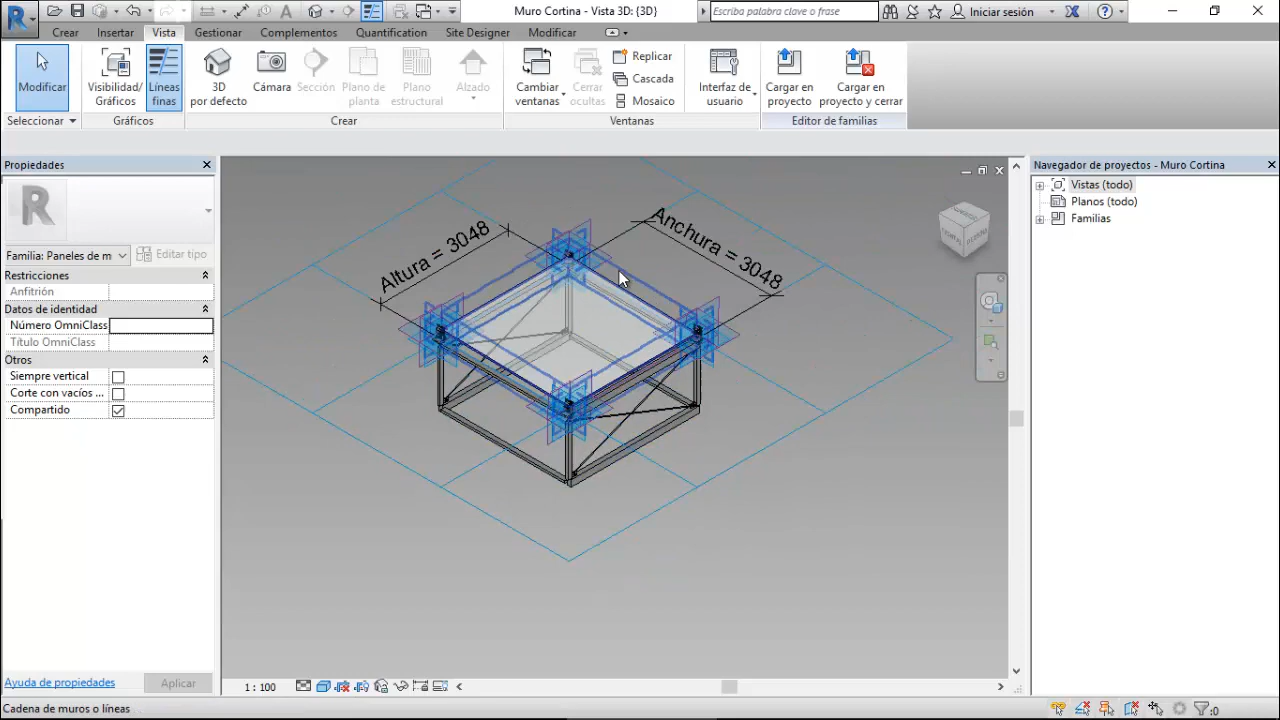 Muro Cortina - Vista 3D: {3D}
Escriba palabra clave o frase
Iniciar sesión
Crear Insertar Vista Gestionar Complementos Quantification Site Designer Modificar
Modificar
Visibilidad/ Gráficos
Líneas finas
3D por defecto
Cámara
Sección
Plano de planta
Plano estructural
Alzado
Cambiar ventanas
Cerrar ocultas
Replicar
Cascada
Mosaico
Interfaz de usuario
Cargar en proyecto
Cargar en proyecto y cerrar
Seleccionar
Gráficos
Crear
Ventanas
Editor de familias
Propiedades
R
Familia: Paneles de m
Editar tipo
Restricciones
Anfitrión
Datos de identidad
Número OmniClass
Título OmniClass
Otros
Siempre vertical
Corte con vacíos ...
Compartido
Ayuda de propiedades
Aplicar
Altura = 3048
Anchura = 3048
1 : 100
Navegador de proyectos - Muro Cortina
Vistas (todo)
Planos (todo)
Familias
Cadena de muros o líneas
:0